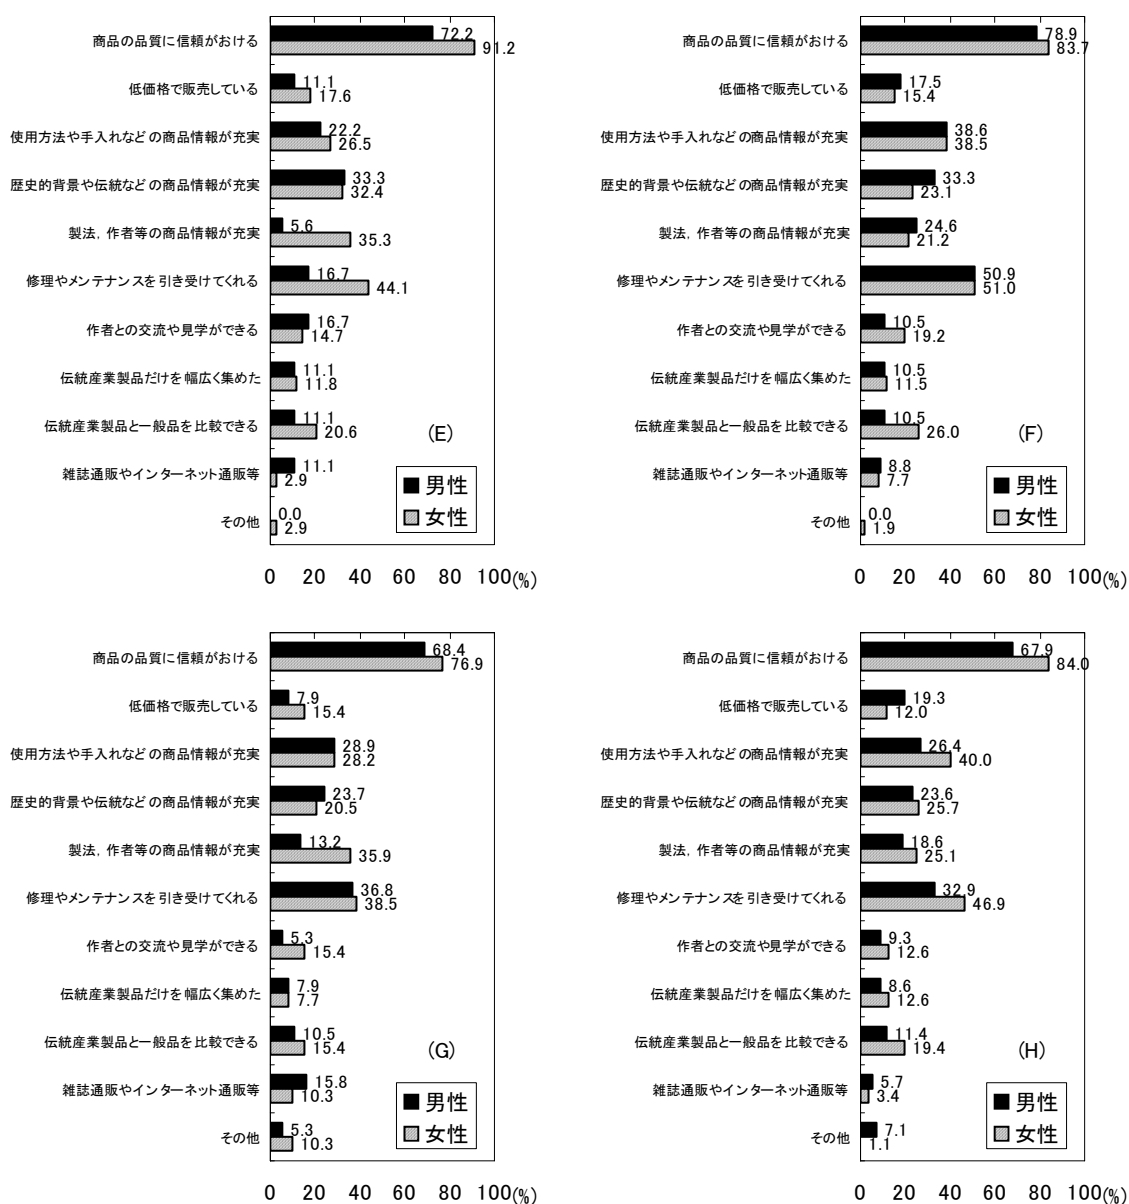 商品の品質に信頼がおける 72.2 91.2
低価格で販売している 11.1 17.6
使用方法や手入れなどの商品情報が充実 22.2 26.5
歴史的背景や伝統などの商品情報が充実 33.3 32.4
製法，作者等の商品情報が充実 5.6 35.3
修理やメンテナンスを引き受けてくれる 16.7 44.1
作者との交流や見学ができる 16.7 14.7
伝統産業製品だけを幅広く集めた 11.1 11.8
伝統産業製品と一般品を比較できる 11.1 20.6
(E)
雑誌通販やインターネット通販等 11.1 2.9
その他 0.0 2.9
男性
女性
0 20 40 60 80 100(%)
商品の品質に信頼がおける 78.9 83.7
低価格で販売している 17.5 15.4
使用方法や手入れなどの商品情報が充実 38.6 38.5
歴史的背景や伝統などの商品情報が充実 33.3 23.1
製法，作者等の商品情報が充実 24.6 21.2
修理やメンテナンスを引き受けてくれる 50.9 51.0
作者との交流や見学ができる 10.5 19.2
伝統産業製品だけを幅広く集めた 10.5 11.5
伝統産業製品と一般品を比較できる 10.5 26.0
(F)
雑誌通販やインターネット通販等 8.8 7.7
その他 0.0 1.9
男性
女性
0 20 40 60 80 100(%)
商品の品質に信頼がおける 68.4 76.9
低価格で販売している 7.9 15.4
使用方法や手入れなどの商品情報が充実 28.9 28.2
歴史的背景や伝統などの商品情報が充実 23.7 20.5
製法，作者等の商品情報が充実 13.2 35.9
修理やメンテナンスを引き受けてくれる 36.8 38.5
作者との交流や見学ができる 5.3 15.4
伝統産業製品だけを幅広く集めた 7.9 7.7
伝統産業製品と一般品を比較できる 10.5 15.4
(G)
雑誌通販やインターネット通販等 15.8 10.3
その他 5.3 10.3
男性
女性
0 20 40 60 80 100(%)
商品の品質に信頼がおける 67.9 84.0
低価格で販売している 19.3 12.0
使用方法や手入れなどの商品情報が充実 26.4 40.0
歴史的背景や伝統などの商品情報が充実 23.6 25.7
製法，作者等の商品情報が充実 18.6 25.1
修理やメンテナンスを引き受けてくれる 32.9 46.9
作者との交流や見学ができる 9.3 12.6
伝統産業製品だけを幅広く集めた 8.6 12.6
伝統産業製品と一般品を比較できる 11.4 19.4
(H)
雑誌通販やインターネット通販等 5.7 3.4
その他 7.1 1.1
男性
女性
0 20 40 60 80 100(%)